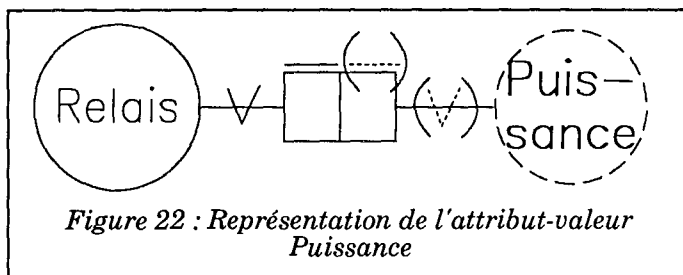 Relais
Puis-
sance
Figure 22 : Représentation de l'attribut-valeur
Puissance